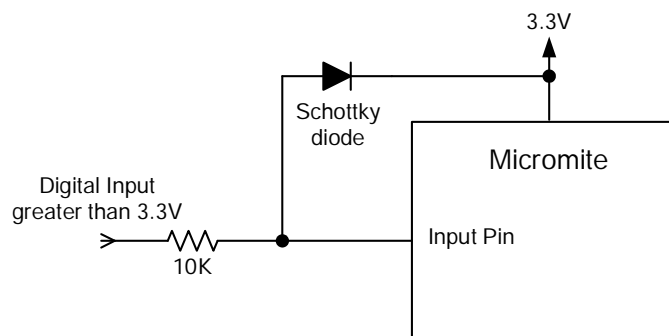 3.3V
Schottky
diode
Micromite
Digital Input
greater than 3.3V
Input Pin
10K